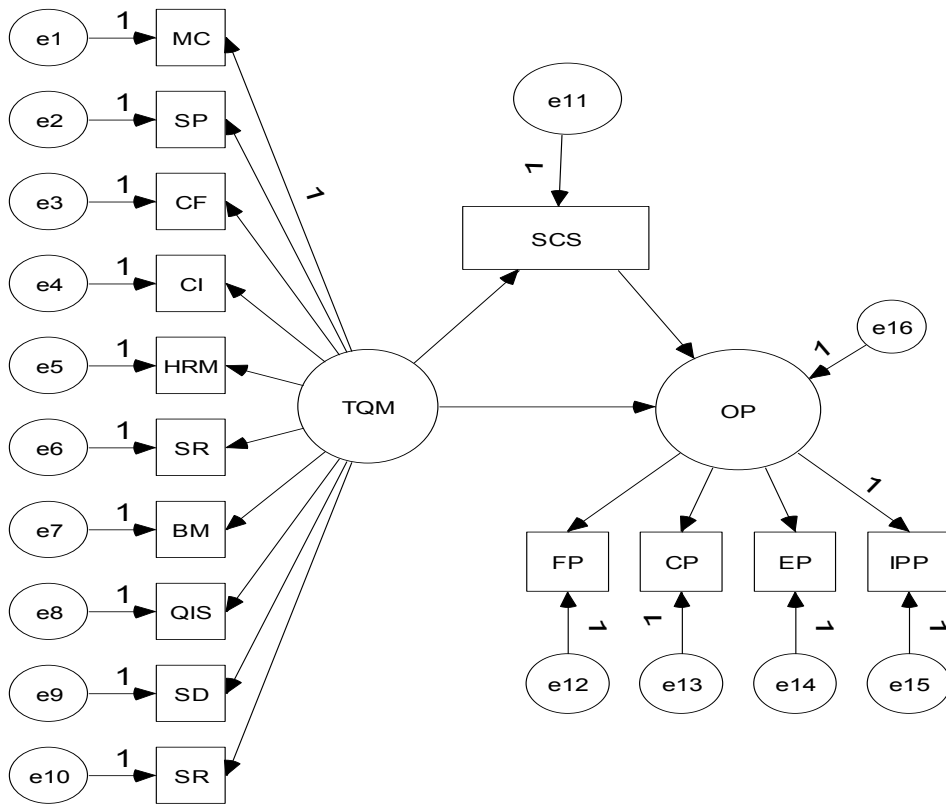 e1 1 MC
e2 1 SP
e3 1 CF
e4 1 CI
e5 1 HRM
e6 1 SR
e7 1 BM
e8 1 QIS
e9 1 SD
e10 1 SR
1
TQM
e11
1
SCS
e16
1
OP
1
FP CP EP IPP
1 1 1 1
e12 e13 e14 e15